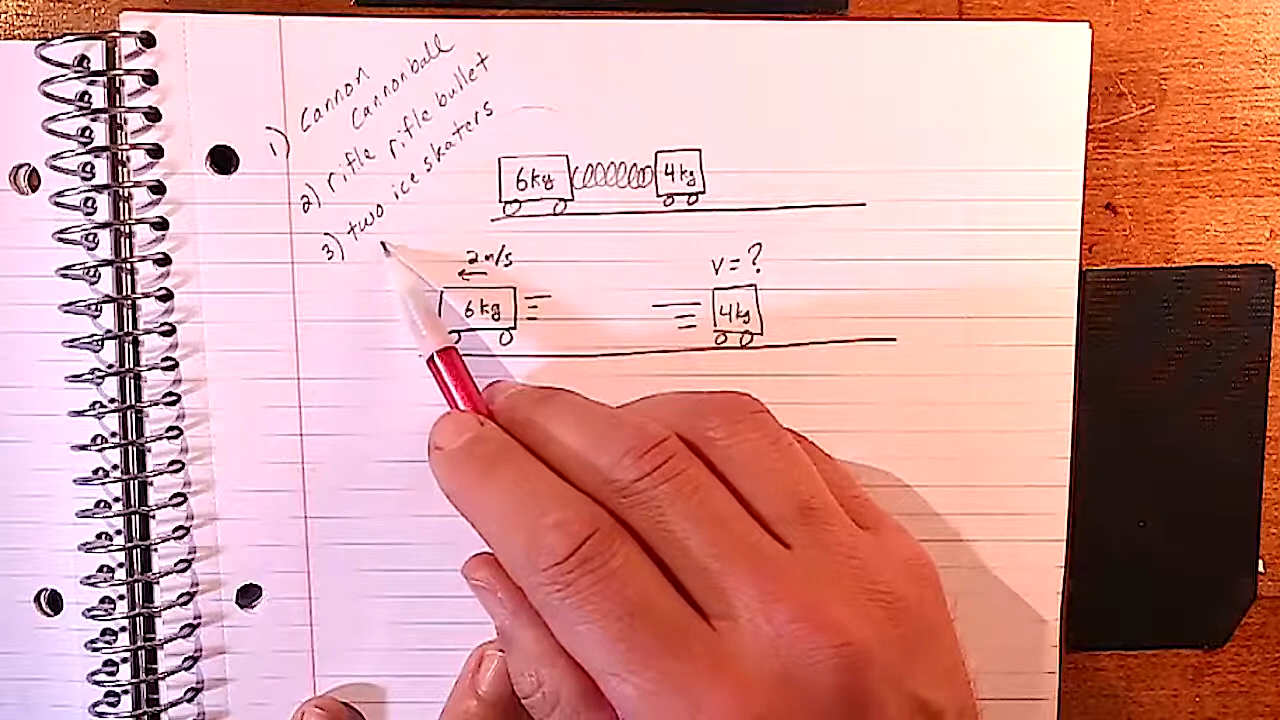 1) Cannon
Cannonball
2) rifle rifle bullet
3) two ice skaters
6kg 4kg
2m/s
v=?
6kg 4kg